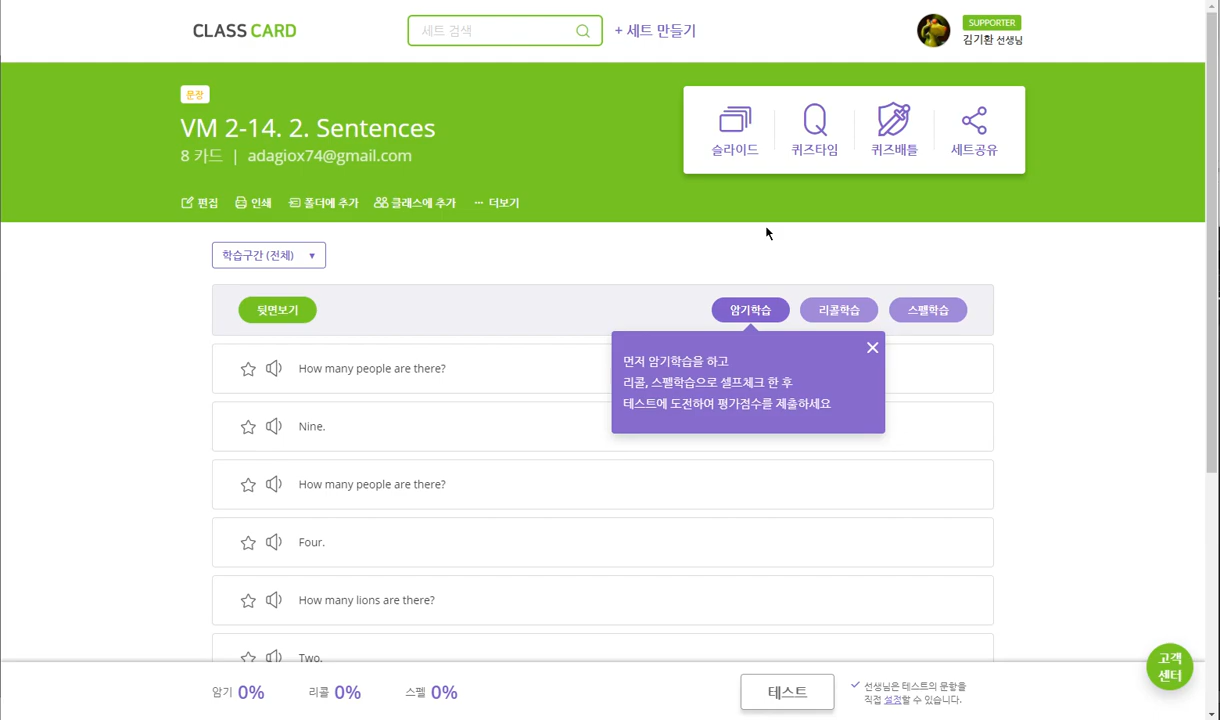 CLASS CARD
세트 검색
+ 세트 만들기
SUPPORTER
김기환 선생님
문장
VM 2-14. 2. Sentences
8 카드 | adagiox74@gmail.com
슬라이드
퀴즈타임
퀴즈배틀
세트공유
편집
인쇄
폴더에 추가
클래스에 추가
··· 더보기
학습구간 (전체) ▼
뒷면보기
암기학습
리콜학습
스펠학습
먼저 암기학습을 하고
리콜, 스펠학습으로 셀프체크 한 후
테스트에 도전하여 평가점수를 제출하세요
How many people are there?
Nine.
How many people are there?
Four.
How many lions are there?
Two.
암기 0%
리콜 0%
스펠 0%
테스트
선생님은 테스트의 문항을
직접 설정할 수 있습니다.
고객
센터